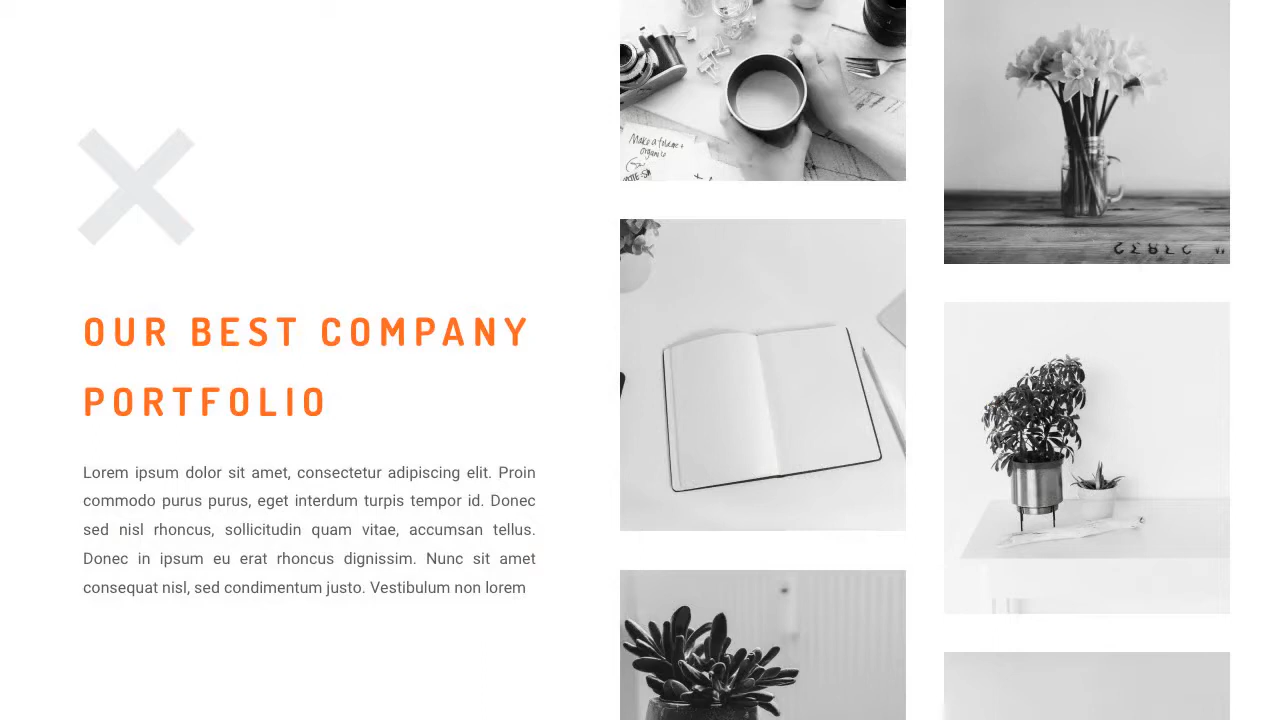 OUR BEST COMPANY
PORTFOLIO
Lorem ipsum dolor sit amet, consectetur adipiscing elit. Proin
commodo purus purus, eget interdum turpis tempor id. Donec
sed nisl rhoncus, sollicitudin quam vitae, accumsan tellus.
Donec in ipsum eu erat rhoncus dignissim. Nunc sit amet
consequat nisl, sed condimentum justo. Vestibulum non lorem
Make a